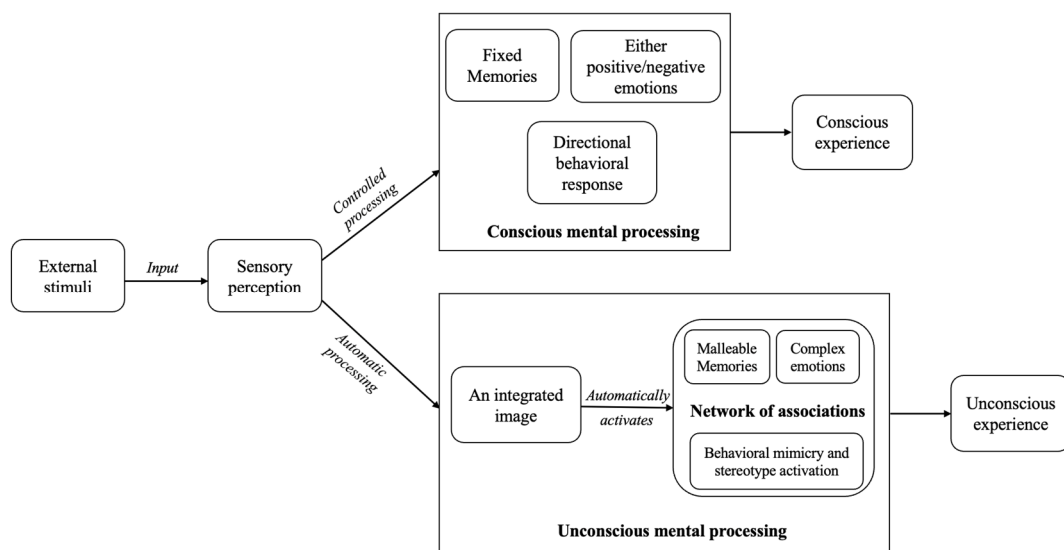 External
stimuli
Input
Sensory
perception
Controlled
processing
Automatic
processing
Fixed
Memories
Either
positive/negative
emotions
Directional
behavioral
response
Conscious mental processing
Conscious
experience
An integrated
image
Automatically
activates
Malleable
Memories
Complex
emotions
Network of associations
Behavioral mimicry and
stereotype activation
Unconscious mental processing
Unconscious
experience